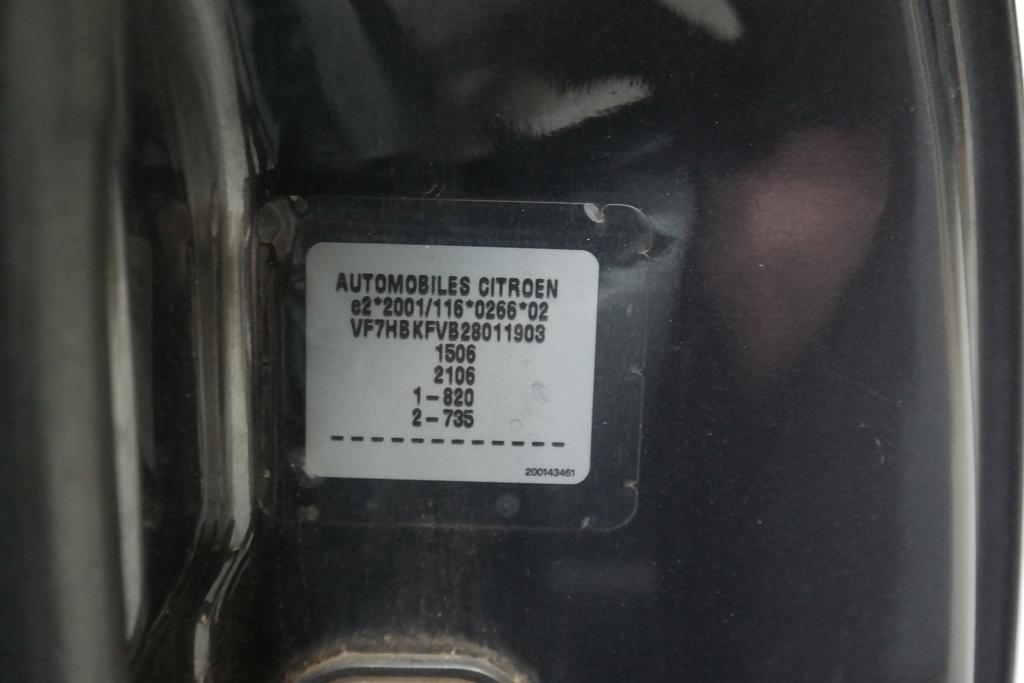 AUTOMOBILES CITROEN
e2*2001/116*0266*02
VF7HBKFVB28011903
1506
2106
1-820
2-735
------------
200143461